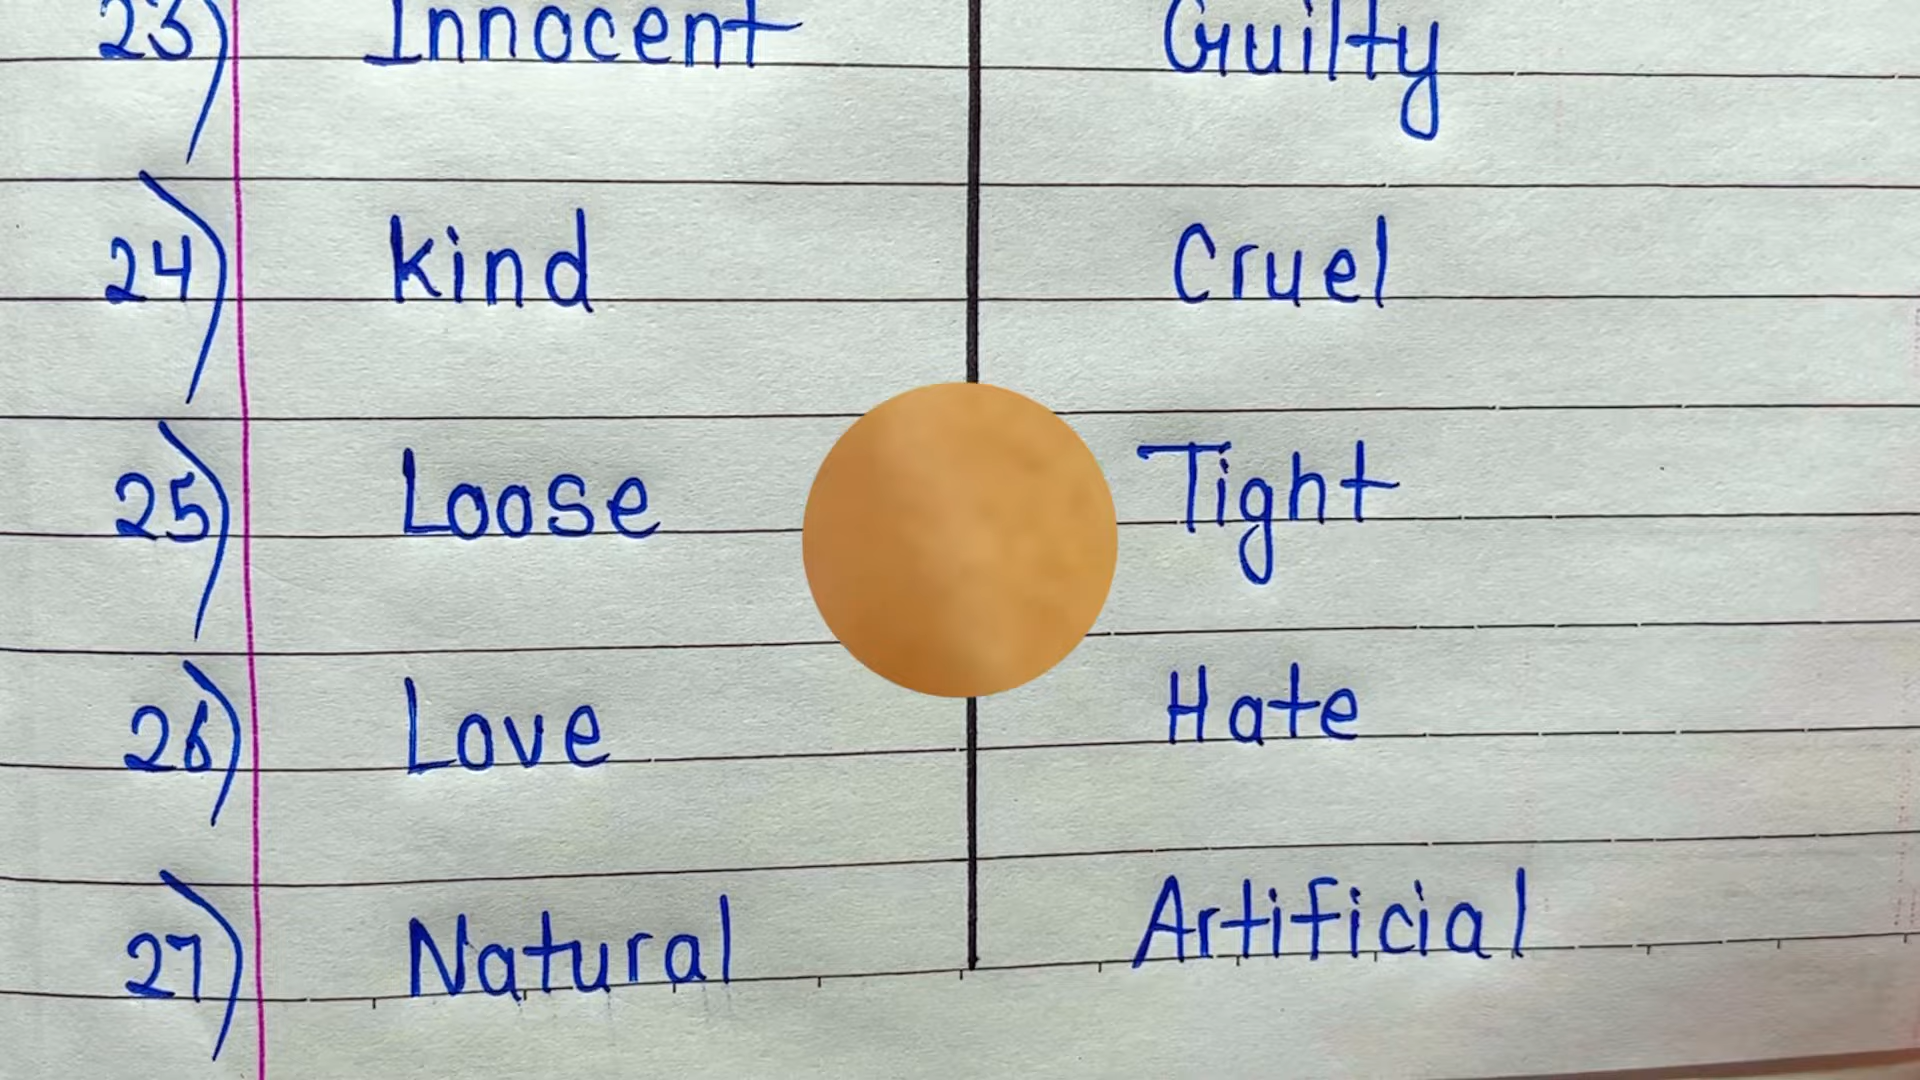 23) Innocent Guilty
24) kind Cruel
25) Loose Tight
26) Love Hate
27) Natural Artificial